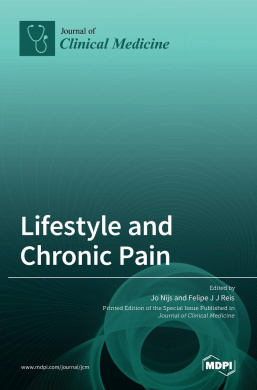 Journal of
Clinical Medicine
Lifestyle and
Chronic Pain
Edited by
Jo Nijs and Felipe J J Reis
Printed Edition of the Special Issue Published in
Journal of Clinical Medicine
www.mdpi.com/journal/jcm
MDPI